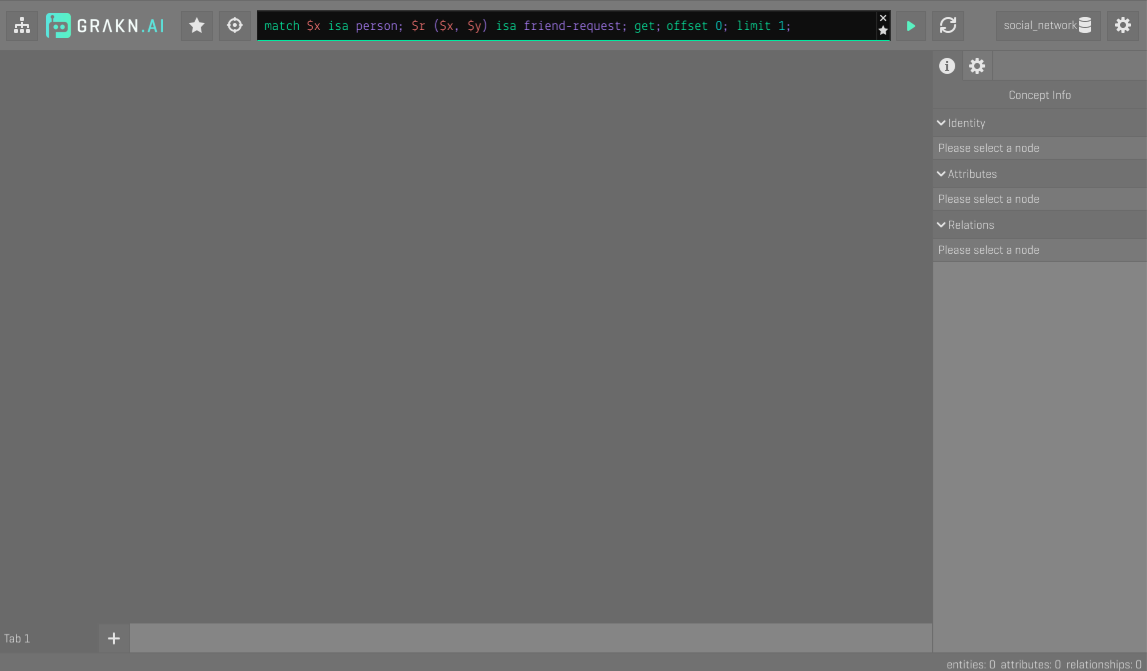 GRAKN.AI
match $x isa person; $r ($x, $y) isa friend-request; get; offset 0; limit 1;
social_network
Concept Info
Identity
Please select a node
Attributes
Please select a node
Relations
Please select a node
Tab 1
entities: 0 attributes: 0 relationships: 0